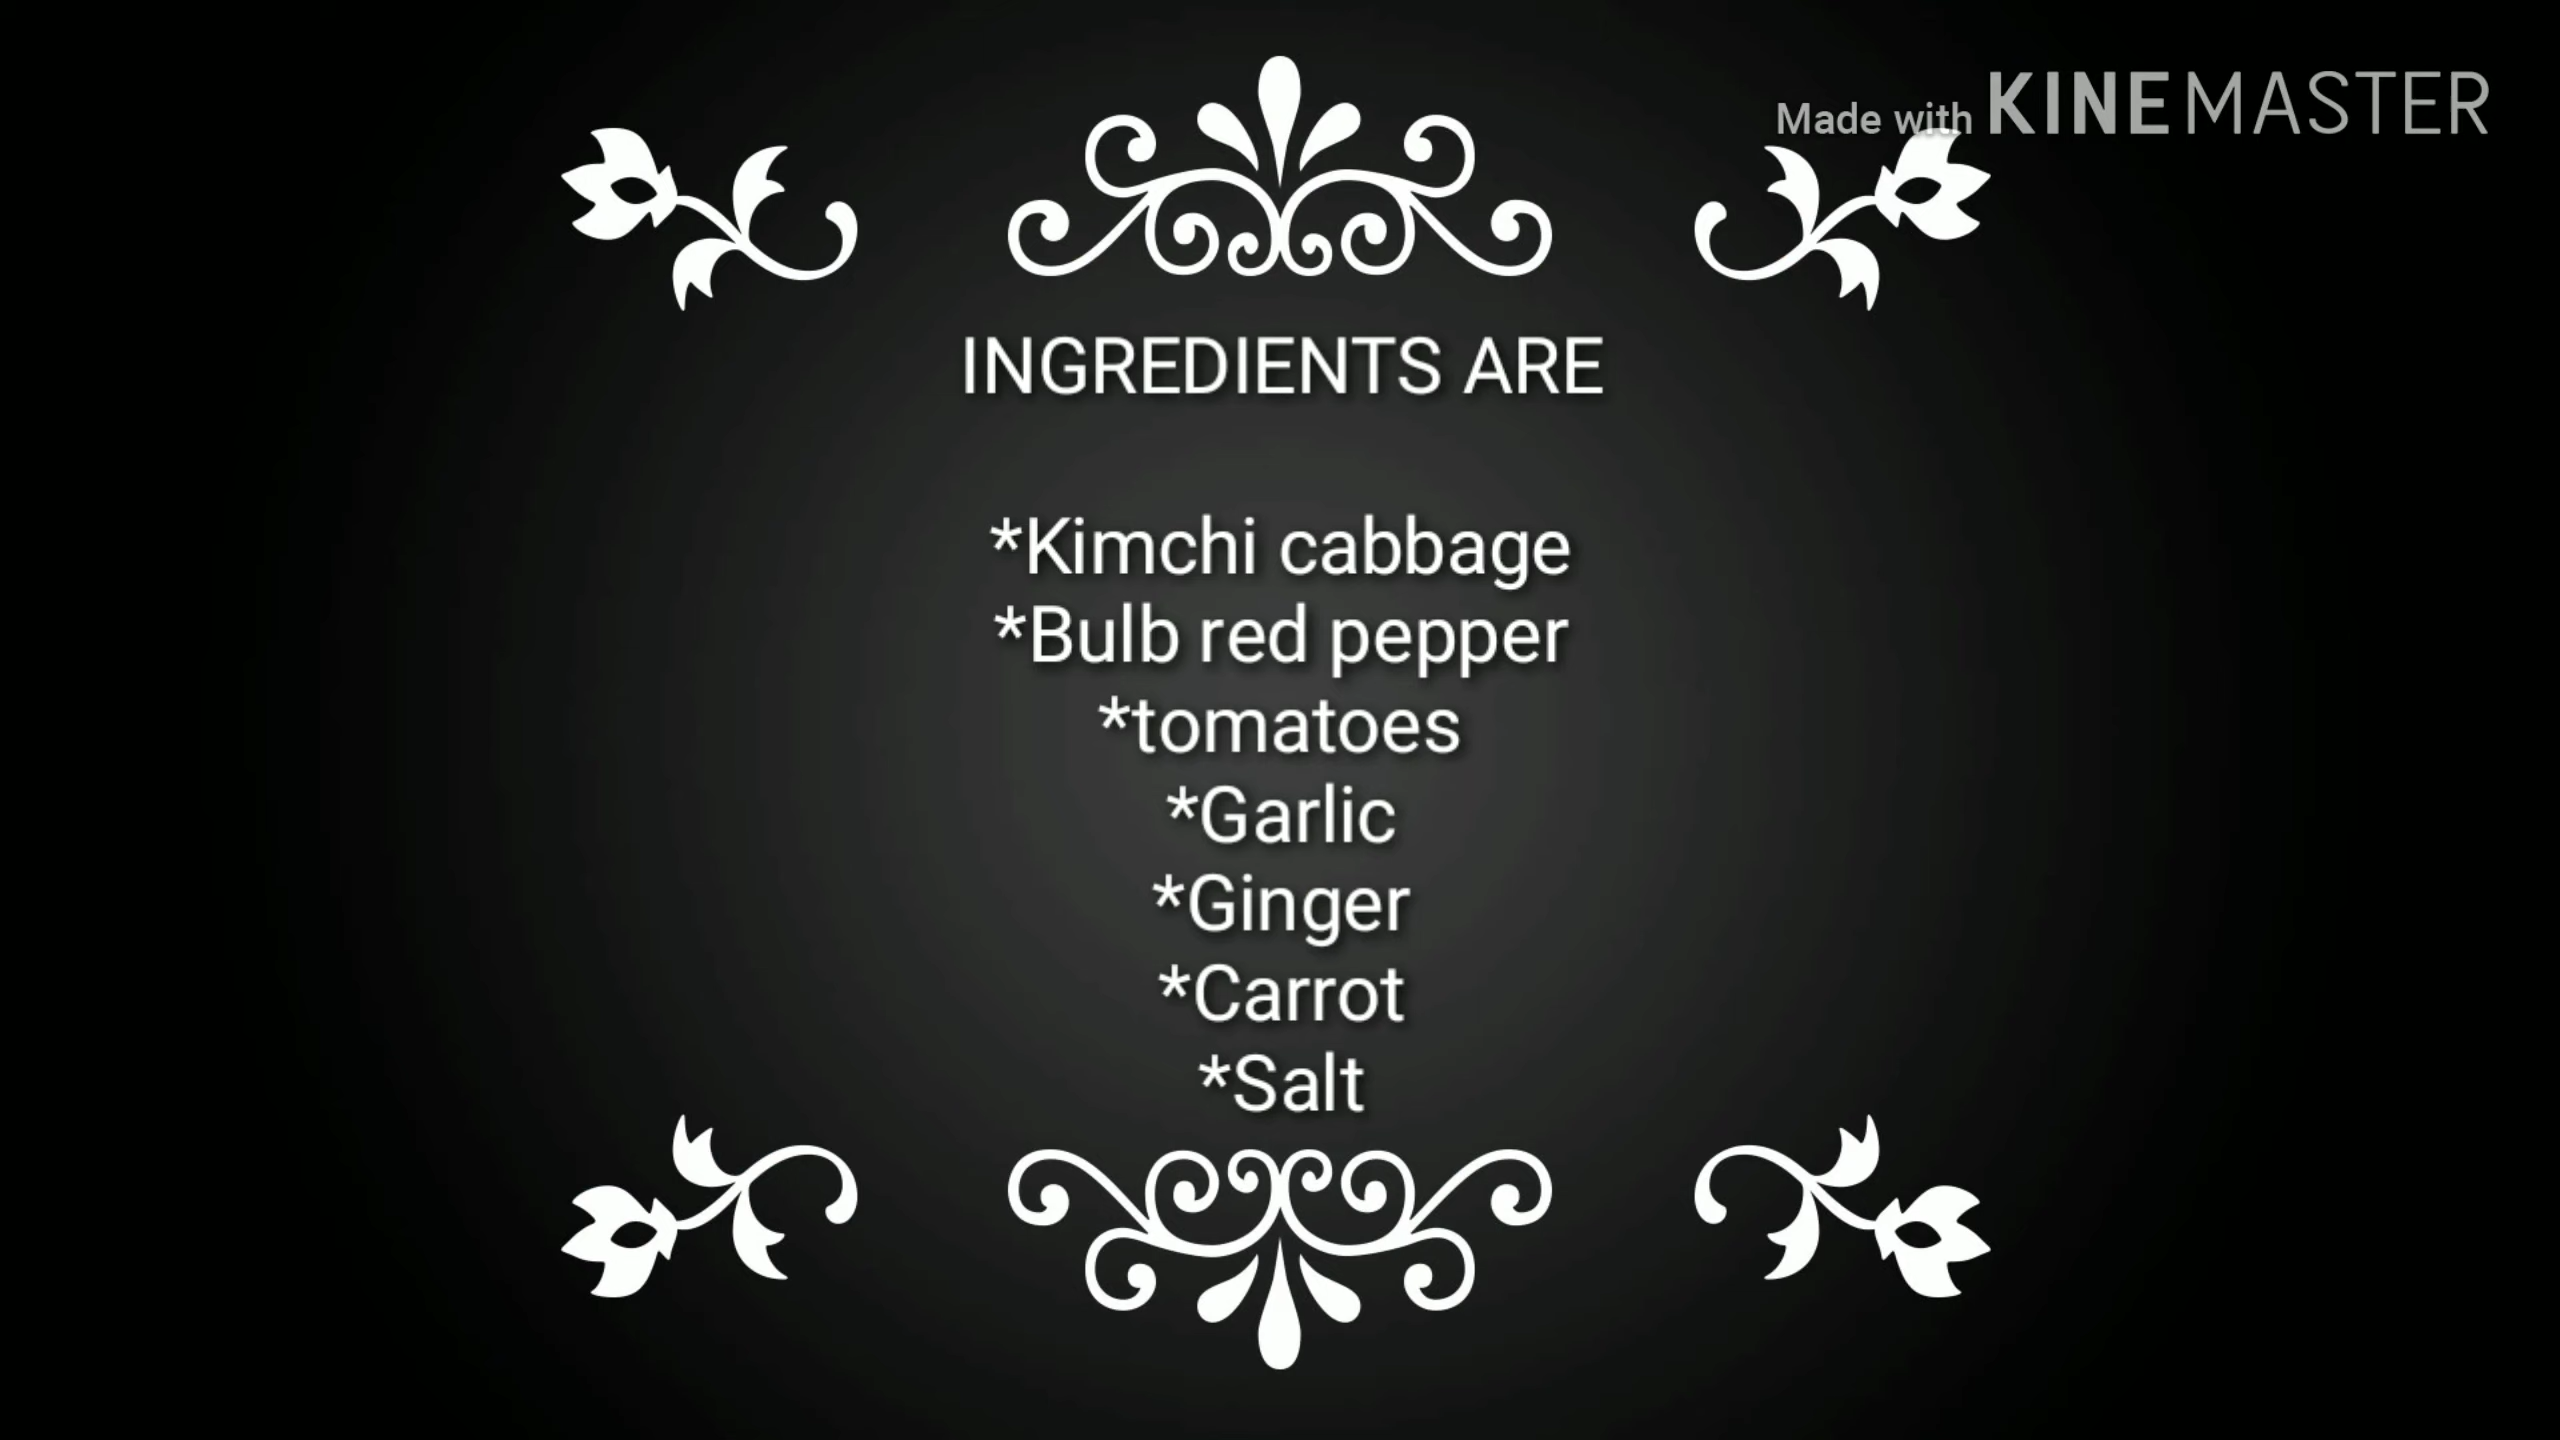 Made with KINEMASTER
INGREDIENTS ARE
*Kimchi cabbage
*Bulb red pepper
*tomatoes
*Garlic
*Ginger
*Carrot
*Salt